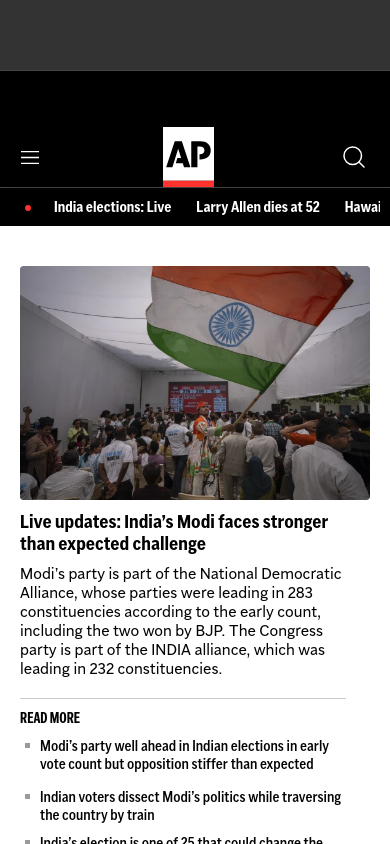 AP
India elections: Live Larry Allen dies at 52 Hawai
Live updates: India’s Modi faces stronger
than expected challenge
Modi’s party is part of the National Democratic
Alliance, whose parties were leading in 283
constituencies according to the early count,
including the two won by BJP. The Congress
party is part of the INDIA alliance, which was
leading in 232 constituencies.
READ MORE
Modi’s party well ahead in Indian elections in early
vote count but opposition stiffer than expected
Indian voters dissect Modi’s politics while traversing
the country by train
India’s election is one of 25 that could change the